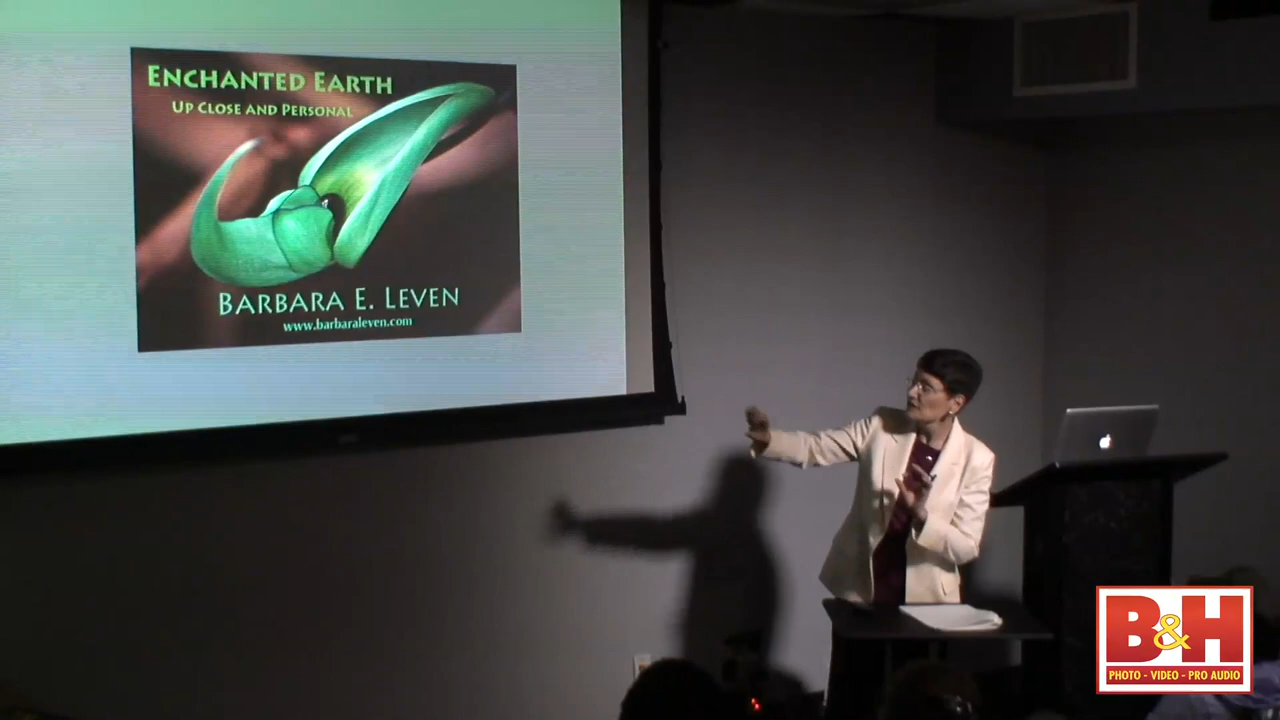 ENCHANTED EARTH
UP CLOSE AND PERSONAL
BARBARA E. LEVEN
www.barbaraleven.com
B&H
PHOTO - VIDEO - PRO AUDIO